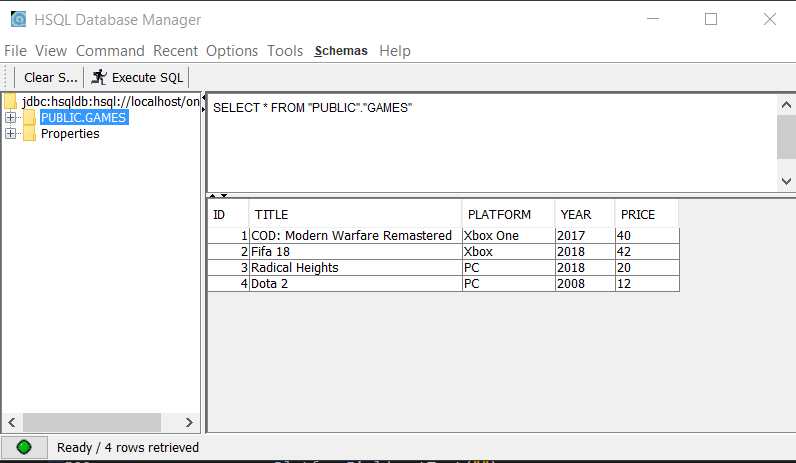 HSQL Database Manager
File View Command Recent Options Tools Schemas Help
Clear S... Execute SQL
jdbc:hsqldb:hsql://localhost/on
PUBLIC.GAMES
Properties
SELECT * FROM "PUBLIC"."GAMES"
ID TITLE PLATFORM YEAR PRICE
1 COD: Modern Warfare Remastered Xbox One 2017 40
2 Fifa 18 Xbox 2018 42
3 Radical Heights PC 2018 20
4 Dota 2 PC 2008 12
Ready / 4 rows retrieved